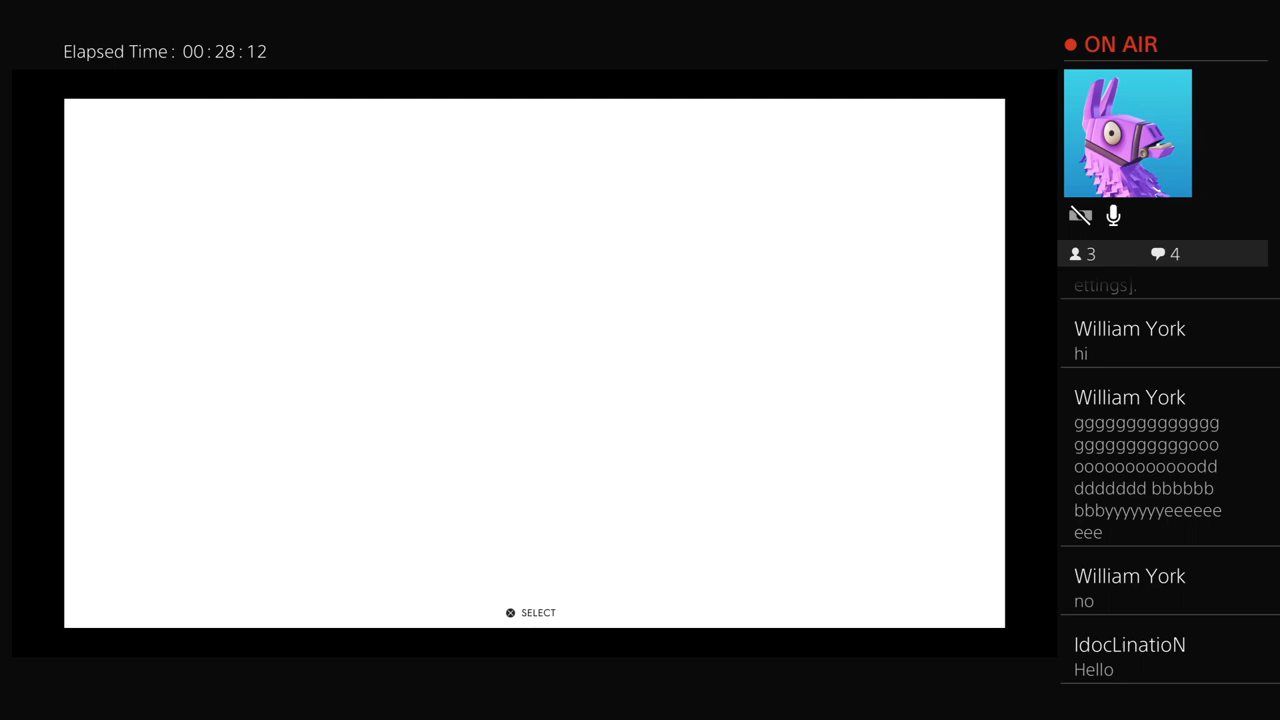 Elapsed Time: 00:28:12
ON AIR
3 4
ettings].
William York
hi
William York
gggggggggggggg
gggggggggggooo
oooooooooooodd
ddddddd bbbbbb
bbbyyyyyyyeeeeee
eee
William York
no
IdocLinatioN
Hello
SELECT